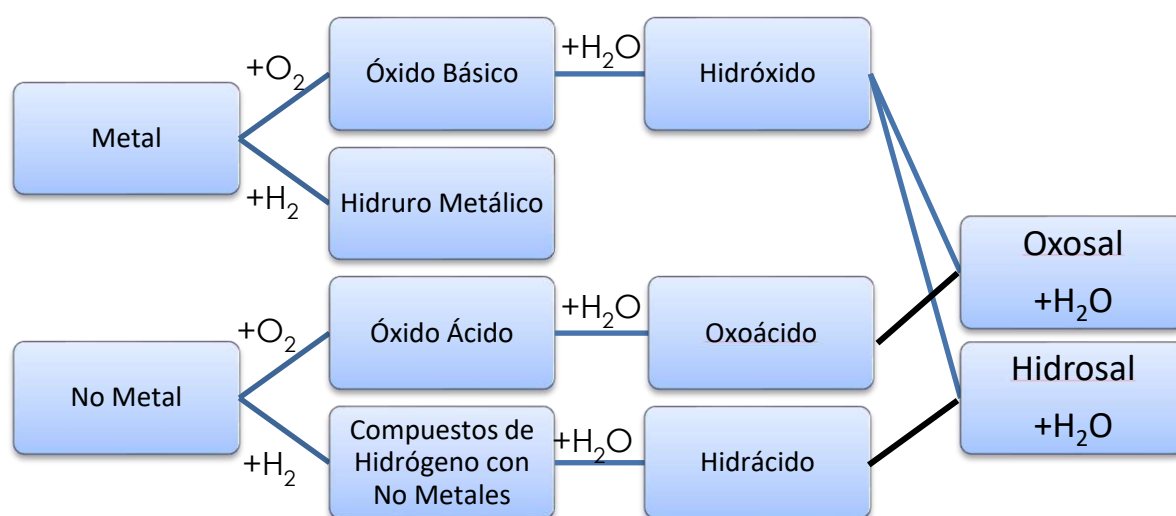 +O₂
Óxido Básico
+H₂O
Hidróxido
Metal
+H₂
Hidruro Metálico
Oxosal
+H₂O
+O₂
Óxido Ácido
+H₂O
Oxoácido
No Metal
+H₂
Compuestos de
Hidrógeno con
No Metales
+H₂O
Hidrácido
Hidrosal
+H₂O